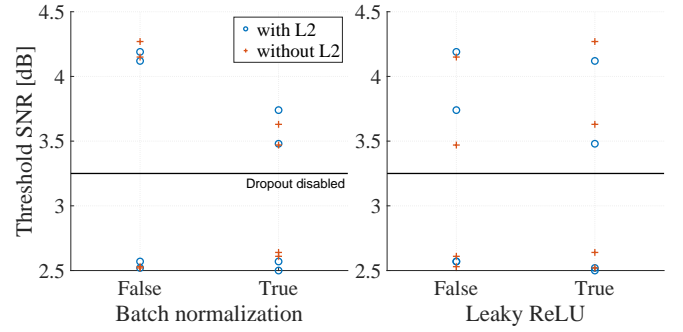 Threshold SNR [dB]
4.5
4
3.5
3
2.5
with L2
without L2
Dropout disabled
False
True
Batch normalization
4.5
4
3.5
3
2.5
False
True
Leaky ReLU